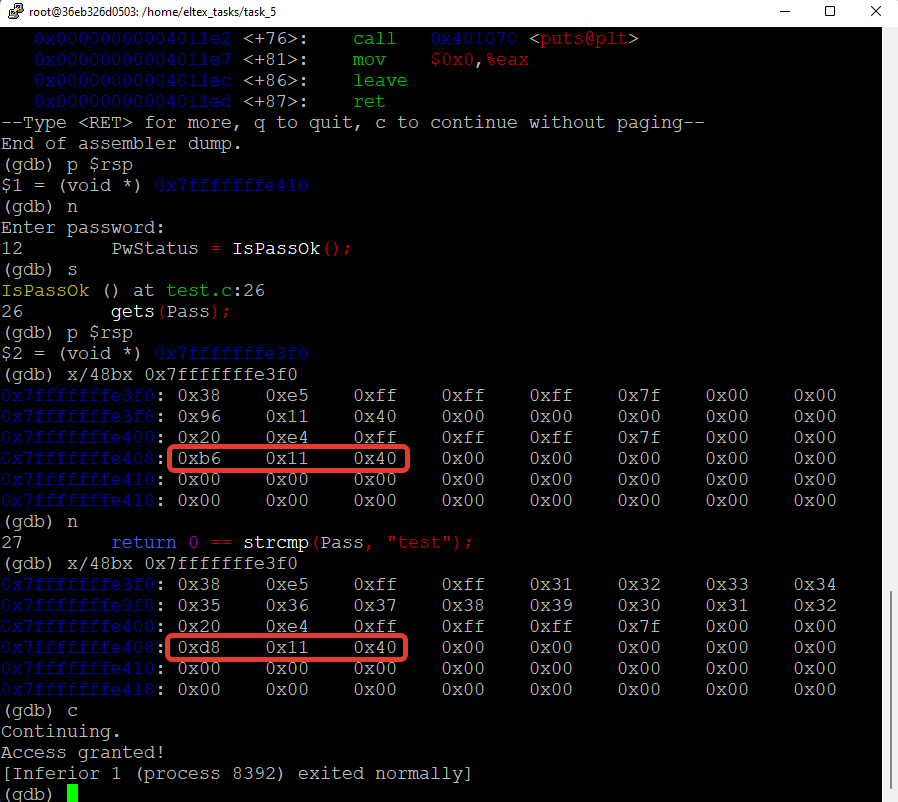 root@36eb326d0503: /home/eltex_tasks/task_5
0x00000000004011e2 <+76>: call 0x401070 <puts@plt>
0x00000000004011e7 <+81>: mov $0x0,%eax
0x00000000004011ec <+86>: leave
0x00000000004011ed <+87>: ret
--Type <RET> for more, q to quit, c to continue without paging--
End of assembler dump.
(gdb) p $rsp
$1 = (void *) 0x7fffffffe410
(gdb) n
Enter password:
12 PwStatus = IsPassOk();
(gdb) s
IsPassOk () at test.c:26
26 gets(Pass);
(gdb) p $rsp
$2 = (void *) 0x7fffffffe3f0
(gdb) x/48bx 0x7fffffffe3f0
0x7fffffffe3f0: 0x38 0xe5 0xff 0xff 0xff 0x7f 0x00 0x00
0x7fffffffe3f8: 0x96 0x11 0x40 0x00 0x00 0x00 0x00 0x00
0x7fffffffe400: 0x20 0xe4 0xff 0xff 0xff 0x7f 0x00 0x00
0x7fffffffe408: 0xb6 0x11 0x40 0x00 0x00 0x00 0x00 0x00
0x7fffffffe410: 0x00 0x00 0x00 0x00 0x00 0x00 0x00 0x00
0x7fffffffe418: 0x00 0x00 0x00 0x00 0x00 0x00 0x00 0x00
(gdb) n
27 return 0 == strcmp(Pass, "test");
(gdb) x/48bx 0x7fffffffe3f0
0x7fffffffe3f0: 0x38 0xe5 0xff 0xff 0x31 0x32 0x33 0x34
0x7fffffffe3f8: 0x35 0x36 0x37 0x38 0x39 0x30 0x31 0x32
0x7fffffffe400: 0x20 0xe4 0xff 0xff 0xff 0x7f 0x00 0x00
0x7fffffffe408: 0xd8 0x11 0x40 0x00 0x00 0x00 0x00 0x00
0x7fffffffe410: 0x00 0x00 0x00 0x00 0x00 0x00 0x00 0x00
0x7fffffffe418: 0x00 0x00 0x00 0x00 0x00 0x00 0x00 0x00
(gdb) c
Continuing.
Access granted!
[Inferior 1 (process 8392) exited normally]
(gdb)